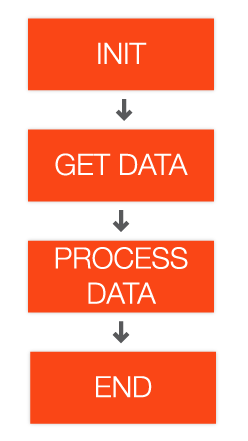 INIT
GET DATA
PROCESS
DATA
END